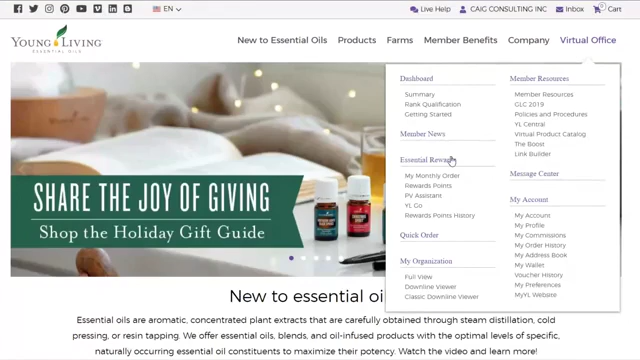 EN
Live Help
CAIG CONSULTING INC
Inbox
Cart
YOUNG LIVING
ESSENTIAL OILS
New to Essential Oils
Products
Farms
Member Benefits
Company
Virtual Office
Dashboard
Summary
Rank Qualification
Getting Started
Member News
Essential Rewards
My Monthly Order
Rewards Points
PV Assistant
YL Go
Rewards Points History
Quick Order
My Organization
Full View
Downline Viewer
Classic Downline Viewer
Member Resources
Member Resources
GLC 2019
Policies and Procedures
YL Central
Virtual Product Catalog
The Boost
Link Builder
Message Center
My Account
My Account
My Profile
My Commissions
My Order History
My Address Book
My Wallet
Voucher History
My Preferences
MyYL Website
SHARE THE JOY OF GIVING
Shop the Holiday Gift Guide
New to essential oi
Essential oils are aromatic, concentrated plant extracts that are carefully obtained through steam distillation, cold
pressing, or resin tapping. We offer essential oils, blends, and oil-infused products with the optimal levels of specific,
naturally occurring essential oil constituents to maximize their potency. Watch the video and learn more!